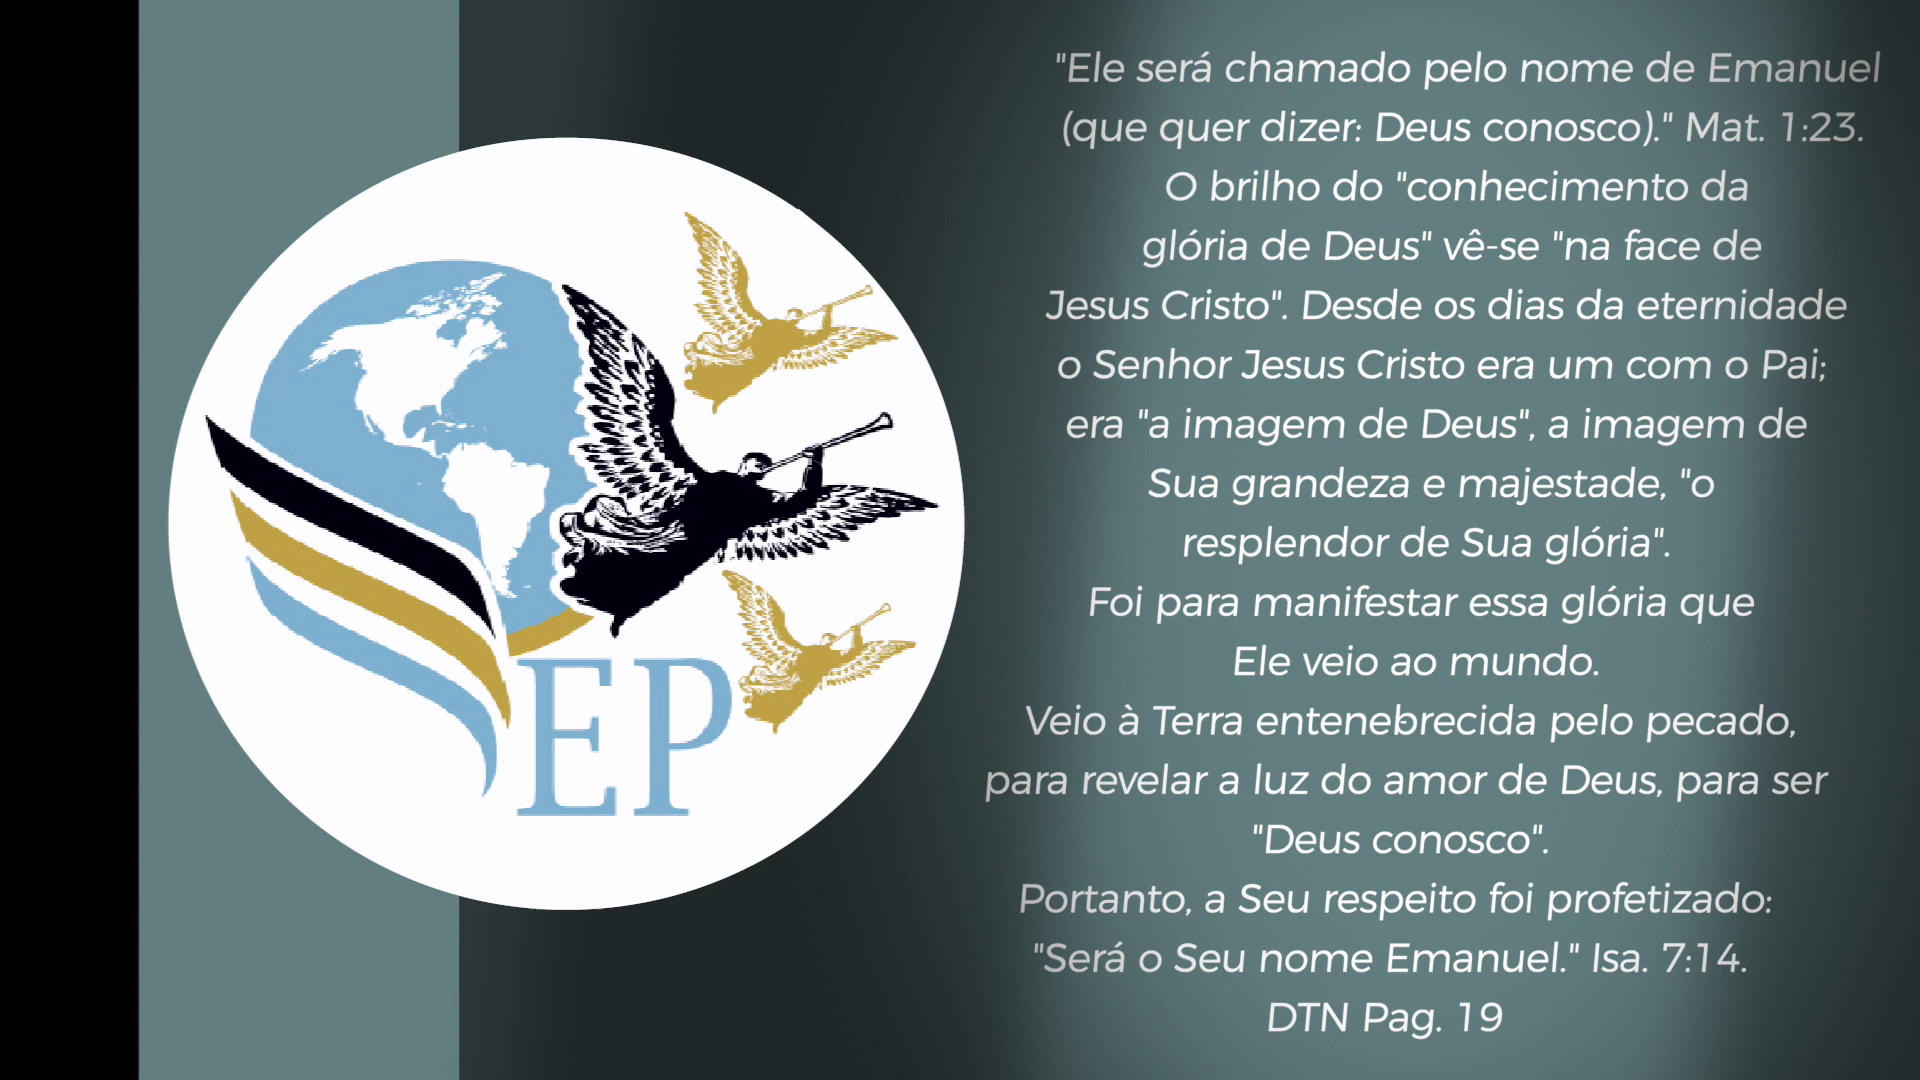 "Ele será chamado pelo nome de Emanuel
(que quer dizer: Deus conosco)." Mat. 1:23.
O brilho do "conhecimento da
glória de Deus" vê-se "na face de
Jesus Cristo". Desde os dias da eternidade
o Senhor Jesus Cristo era um com o Pai;
era "a imagem de Deus", a imagem de
Sua grandeza e majestade, "o
resplendor de Sua glória".
Foi para manifestar essa glória que
Ele veio ao mundo.
Veio à Terra entenebrecida pelo pecado,
para revelar a luz do amor de Deus, para ser
"Deus conosco".
Portanto, a Seu respeito foi profetizado:
"Será o Seu nome Emanuel." Isa. 7:14.
DTN Pag. 19
EP